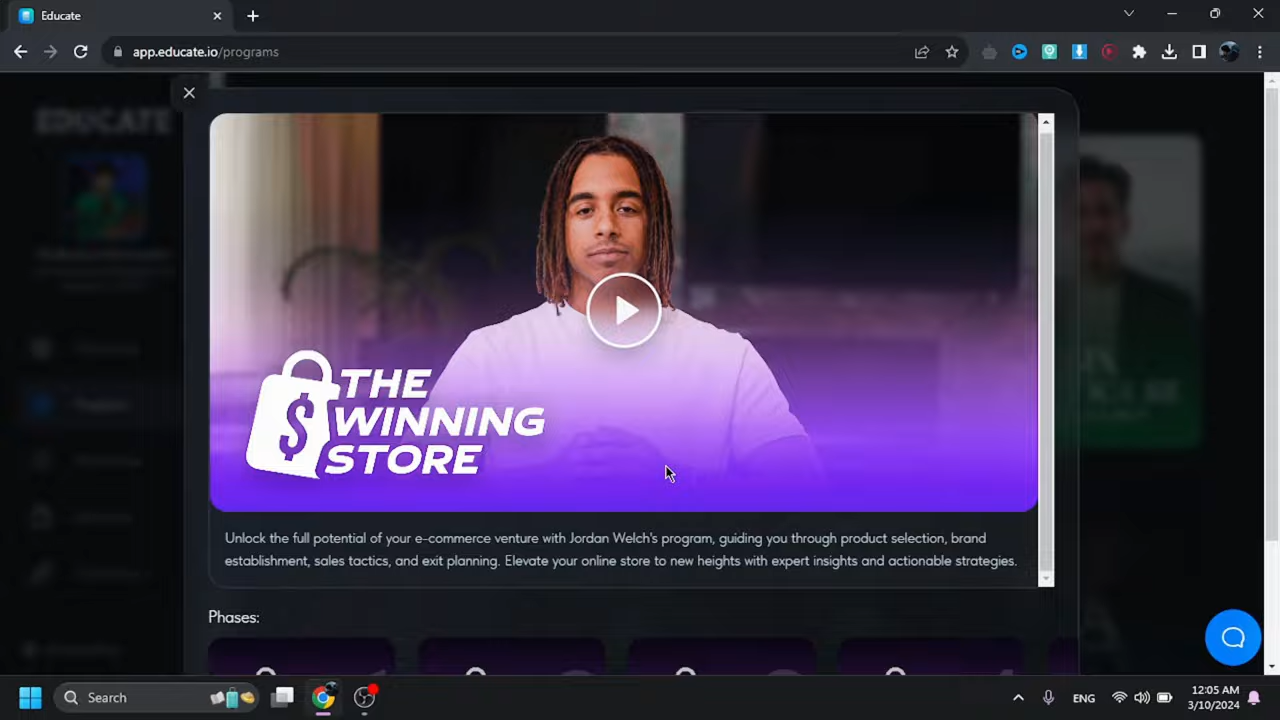 Educate
app.educate.io/programs
EDUCATE
THE
WINNING
STORE
Unlock the full potential of your e-commerce venture with Jordan Welch's program, guiding you through product selection, brand
establishment, sales tactics, and exit planning. Elevate your online store to new heights with expert insights and actionable strategies.
Phases:
Search
ENG
12:05 AM
3/10/2024